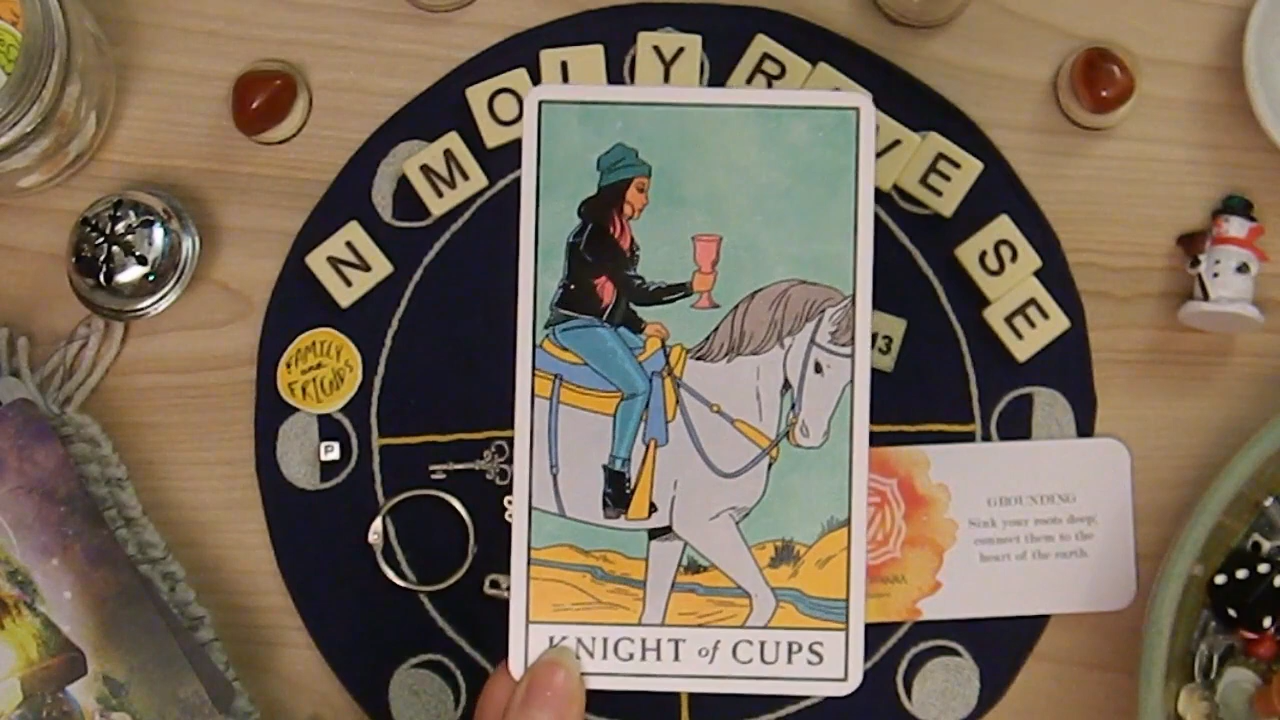 N M O I Y R V E S E
FAMILY
and
FRIENDS
P
13
GROUNDING
Sink your roots deep;
connect them to the
heart of the earth.
KNIGHT of CUPS